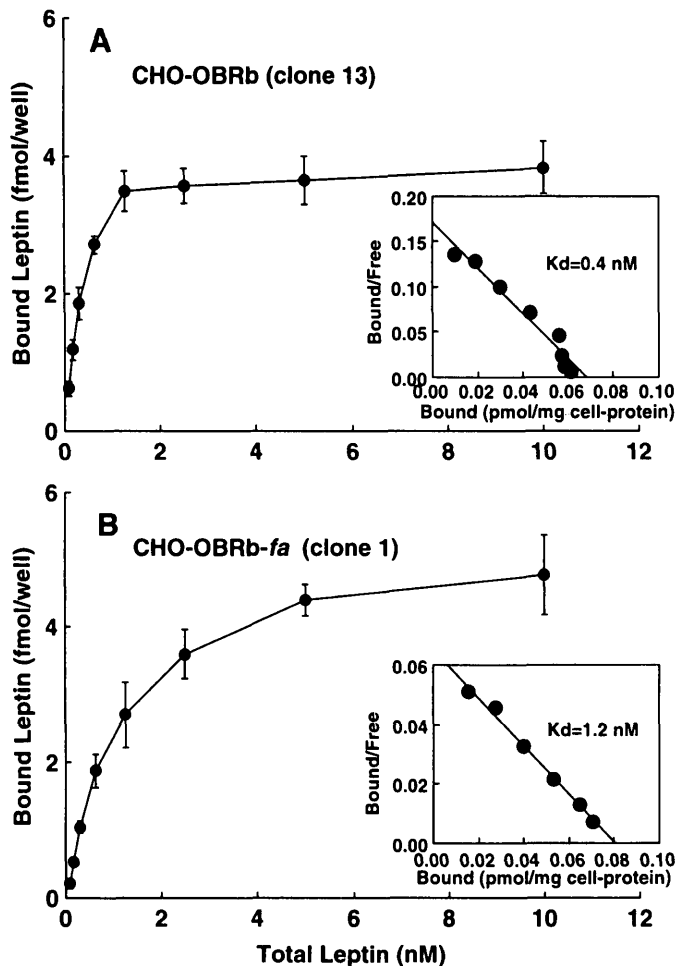 A
CHO-OBRb (clone 13)
Bound Leptin (fmol/well)
6
4
2
0
0 2 4 6 8 10 12
Bound/Free
0.20
0.15
0.10
0.05
0.00
Kd=0.4 nM
0.00 0.02 0.04 0.06 0.08 0.10
Bound (pmol/mg cell-protein)
B
CHO-OBRb-fa (clone 1)
Bound Leptin (fmol/well)
6
4
2
0
0 2 4 6 8 10 12
Total Leptin (nM)
Bound/Free
0.06
0.04
0.02
0.00
Kd=1.2 nM
0.00 0.02 0.04 0.06 0.08 0.10
Bound (pmol/mg cell-protein)